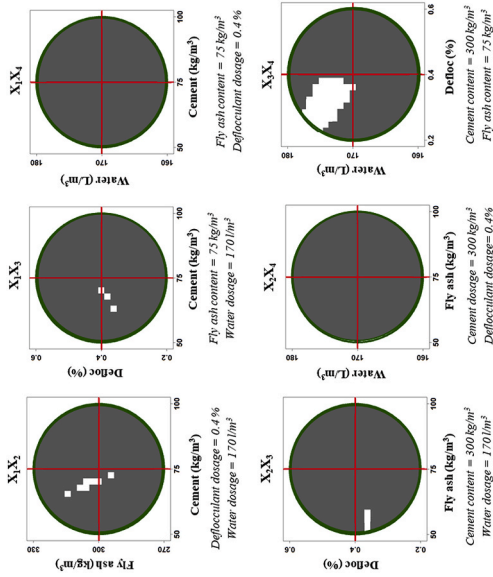 X₁X₂
330
300
270
Fly ash (kg/m³)
50
75
100
Cement (kg/m³)
Deflocculant dosage = 0.4 %
Water dosage = 170 l/m³
X₁X₃
0.6
0.4
0.2
Defloc (%)
50
75
100
Cement (kg/m³)
Fly ash content = 75 kg/m³
Water dosage = 170 l/m³
X₁X₄
180
170
160
Water (L/m³)
50
75
100
Cement (kg/m³)
Fly ash content = 75 kg/m³
Deflocculant dosage = 0.4 %
X₂X₃
0.6
0.4
0.2
Defloc (%)
50
75
100
Fly ash (kg/m³)
Cement content = 300 kg/m³
Water dosage = 170 l/m³
X₂X₄
180
170
160
Water (L/m³)
50
75
100
Fly ash (kg/m³)
Cement dosage = 300 kg/m³
Deflocculant dosage= 0.4%
X₃X₄
180
170
160
Water (L/m³)
0.2
0.4
0.6
Defloc (%)
Cement content = 300 kg/m³
Fly ash content = 75 kg/m³